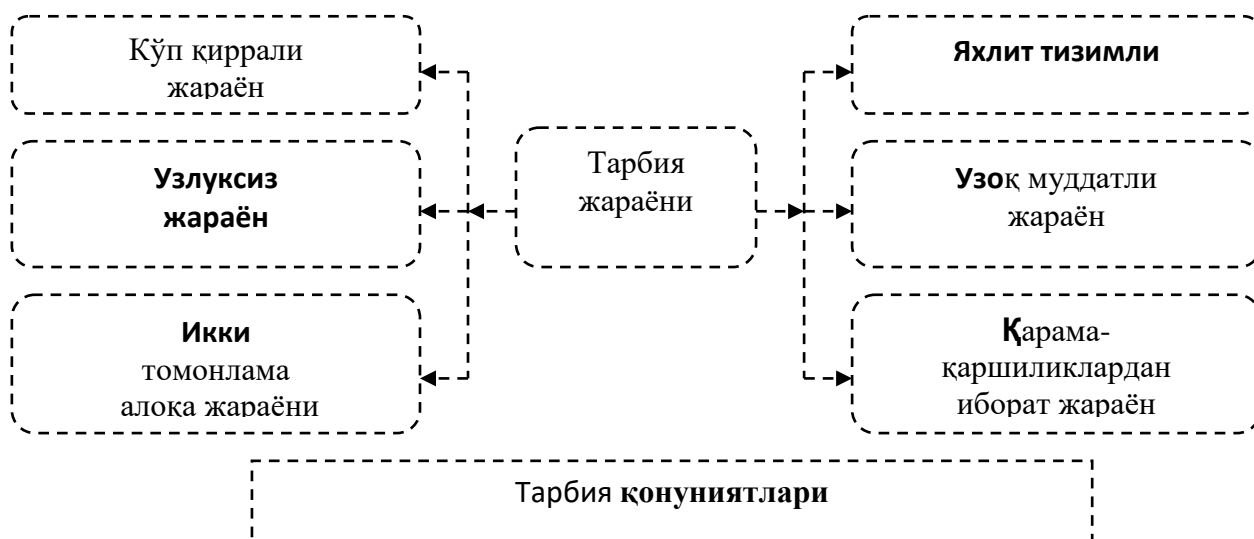 Кўп қиррали
жараён
Узлуксиз
жараён
Икки
томонлама
алоқа жараёни
Тарбия
жараёни
Яхлит тизимли
Узоқ муддатли
жараён
Қарама-
қаршиликлардан
иборат жараён
Тарбия қонуниятлари